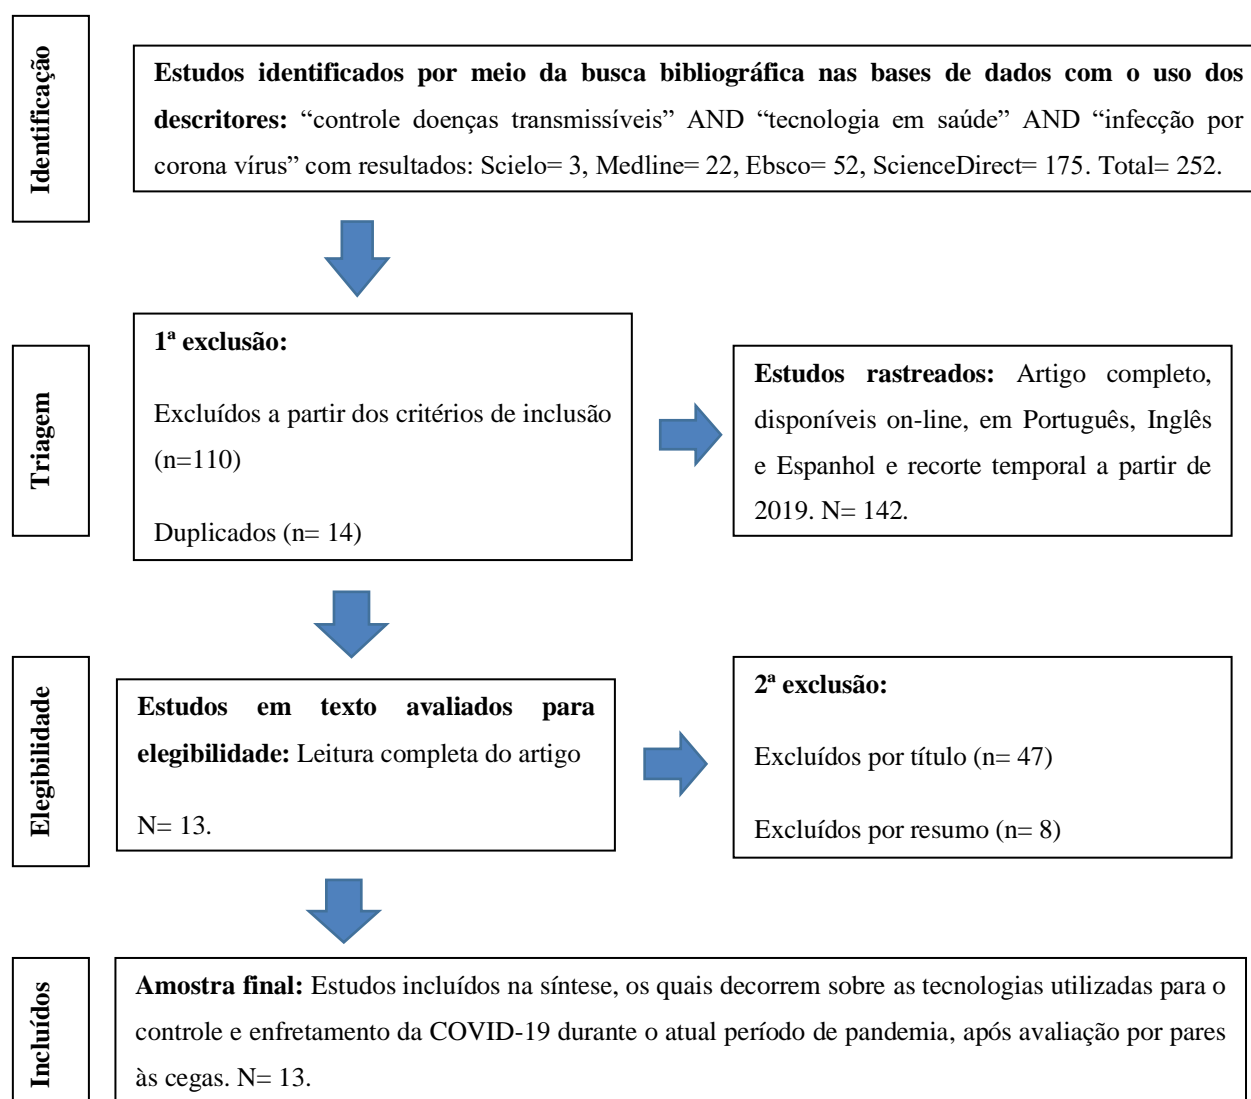 Identificação
Estudos identificados por meio da busca bibliográfica nas bases de dados com o uso dos
descritores: “controle doenças transmissíveis” AND “tecnologia em saúde” AND “infecção por
corona vírus” com resultados: Scielo= 3, Medline= 22, Ebsco= 52, ScienceDirect= 175. Total= 252.
Triagem
1ª exclusão:
Excluídos a partir dos critérios de inclusão
(n=110)
Duplicados (n= 14)
Estudos rastreados: Artigo completo,
disponíveis on-line, em Português, Inglês
e Espanhol e recorte temporal a partir de
2019. N= 142.
Elegibilidade
Estudos em texto avaliados para
elegibilidade: Leitura completa do artigo
N= 13.
2ª exclusão:
Excluídos por título (n= 47)
Excluídos por resumo (n= 8)
Incluídos
Amostra final: Estudos incluídos na síntese, os quais decorrem sobre as tecnologias utilizadas para o
controle e enfretamento da COVID-19 durante o atual período de pandemia, após avaliação por pares
às cegas. N= 13.